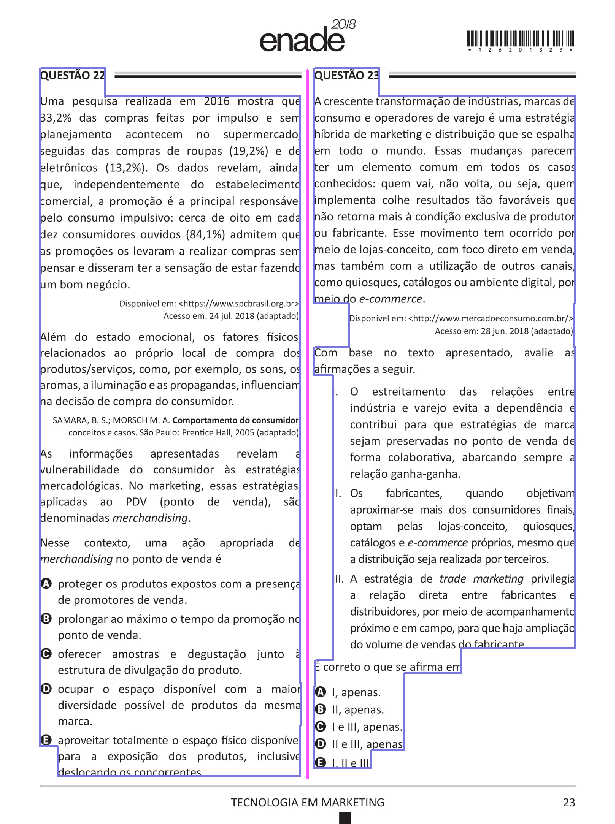 enade 2018
*R26201823*
QUESTÃO 22
Uma pesquisa realizada em 2016 mostra que
33,2% das compras feitas por impulso e sem
planejamento acontecem no supermercado,
seguidas das compras de roupas (19,2%) e de
eletrônicos (13,2%). Os dados revelam, ainda,
que, independentemente do estabelecimento
comercial, a promoção é a principal responsável
pelo consumo impulsivo: cerca de oito em cada
dez consumidores ouvidos (84,1%) admitem que
as promoções os levaram a realizar compras sem
pensar e disseram ter a sensação de estar fazendo
um bom negócio.
Disponível em: <https://www.spcbrasil.org.br>.
Acesso em: 24 jul. 2018 (adaptado).
Além do estado emocional, os fatores físicos
relacionados ao próprio local de compra dos
produtos/serviços, como, por exemplo, os sons, os
aromas, a iluminação e as propagandas, influenciam
na decisão de compra do consumidor.
SAMARA, B. S.; MORSCH M. A. Comportamento do consumidor:
conceitos e casos. São Paulo: Prentice Hall, 2005 (adaptado).
As informações apresentadas revelam a
vulnerabilidade do consumidor às estratégias
mercadológicas. No marketing, essas estratégias,
aplicadas ao PDV (ponto de venda), são
denominadas merchandising.
Nesse contexto, uma ação apropriada de
merchandising no ponto de venda é
A proteger os produtos expostos com a presença
de promotores de venda.
B prolongar ao máximo o tempo da promoção no
ponto de venda.
C oferecer amostras e degustação junto à
estrutura de divulgação do produto.
D ocupar o espaço disponível com a maior
diversidade possível de produtos da mesma
marca.
E aproveitar totalmente o espaço físico disponível
para a exposição dos produtos, inclusive
deslocando os concorrentes.
QUESTÃO 23
A crescente transformação de indústrias, marcas de
consumo e operadores de varejo é uma estratégia
híbrida de marketing e distribuição que se espalha
em todo o mundo. Essas mudanças parecem
ter um elemento comum em todos os casos
conhecidos: quem vai, não volta, ou seja, quem
implementa colhe resultados tão favoráveis que
não retorna mais à condição exclusiva de produtor
ou fabricante. Esse movimento tem ocorrido por
meio de lojas-conceito, com foco direto em venda,
mas também com a utilização de outros canais,
como quiosques, catálogos ou ambiente digital, por
meio do e-commerce.
Disponível em: <http://www.mercadoeconsumo.com.br/>.
Acesso em: 28 jun. 2018 (adaptado).
Com base no texto apresentado, avalie as
afirmações a seguir.
I. O estreitamento das relações entre
indústria e varejo evita a dependência e
contribui para que estratégias de marca
sejam preservadas no ponto de venda de
forma colaborativa, abarcando sempre a
relação ganha-ganha.
II. Os fabricantes, quando objetivam
aproximar-se mais dos consumidores finais,
optam pelas lojas-conceito, quiosques,
catálogos e e-commerce próprios, mesmo que
a distribuição seja realizada por terceiros.
III. A estratégia de trade marketing privilegia
a relação direta entre fabricantes e
distribuidores, por meio de acompanhamento
próximo e em campo, para que haja ampliação
do volume de vendas do fabricante.
É correto o que se afirma em
A I, apenas.
B II, apenas.
C I e III, apenas.
D II e III, apenas.
E I, II e III.
TECNOLOGIA EM MARKETING
23